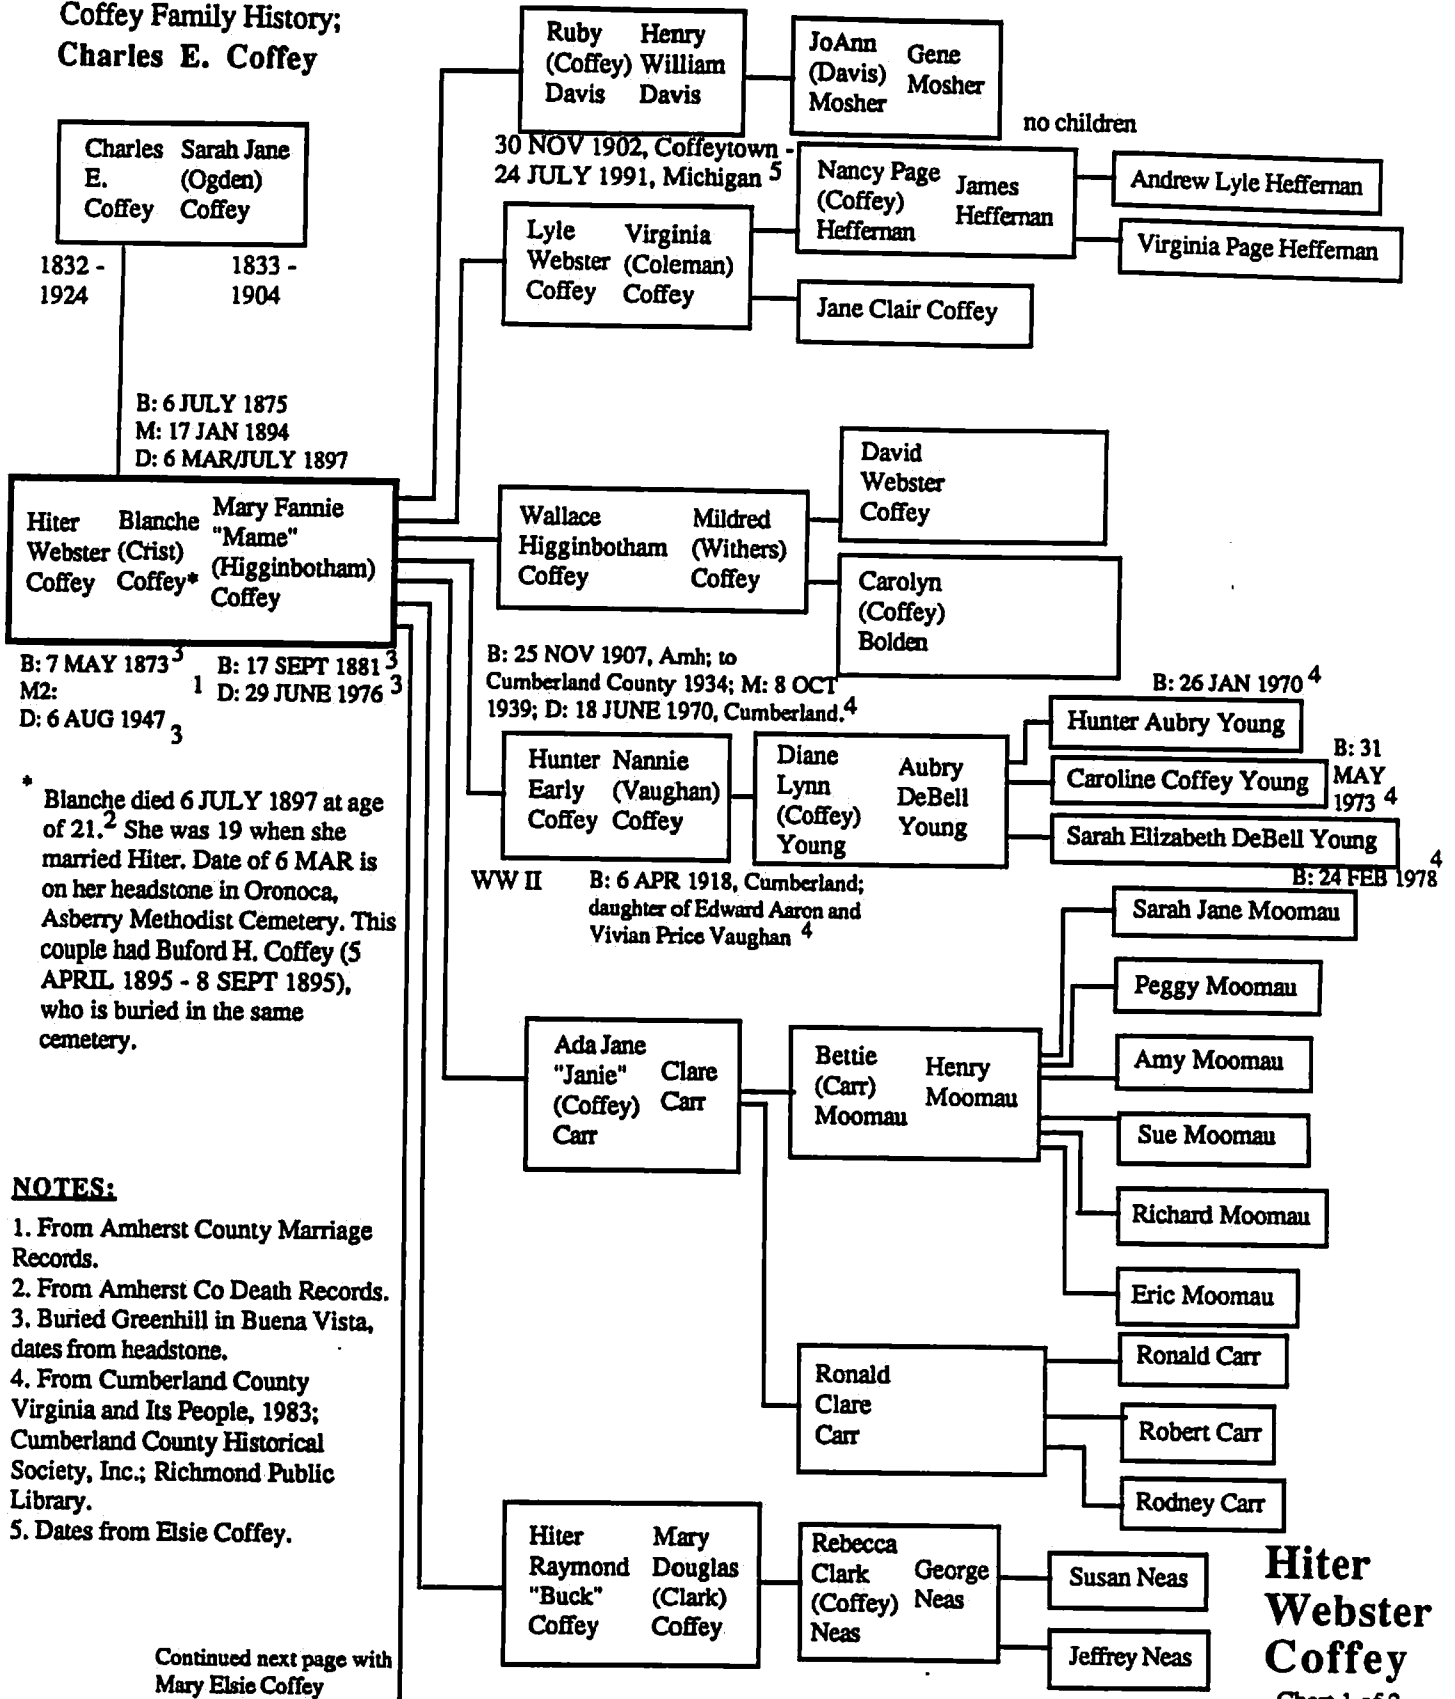 Coffey Family History;
Charles E. Coffey
Charles Sarah Jane
E. (Ogden)
Coffey Coffey
1832 - 1833 -
1924 1904
B: 6 JULY 1875
M: 17 JAN 1894
D: 6 MAR/JULY 1897
Hiter Webster Coffey
Blanche (Crist) Coffey*
Mary Fannie
"Mame"
(Higginbotham)
Coffey
B: 7 MAY 1873 3
M2: 1
D: 6 AUG 1947 3
B: 17 SEPT 1881 3
D: 29 JUNE 1976 3
* Blanche died 6 JULY 1897 at age
of 21.2 She was 19 when she
married Hiter. Date of 6 MAR is
on her headstone in Oronoca,
Asberry Methodist Cemetery. This
couple had Buford H. Coffey (5
APRIL 1895 - 8 SEPT 1895),
who is buried in the same
cemetery.
NOTES:
1. From Amherst County Marriage
Records.
2. From Amherst Co Death Records.
3. Buried Greenhill in Buena Vista,
dates from headstone.
4. From Cumberland County
Virginia and Its People, 1983;
Cumberland County Historical
Society, Inc.; Richmond Public
Library.
5. Dates from Elsie Coffey.
Continued next page with
Mary Elsie Coffey
Ruby Henry
(Coffey) William
Davis Davis
JoAnn
(Davis)
Mosher
Gene
Mosher
no children
30 NOV 1902, Coffeytown -
24 JULY 1991, Michigan 5
Lyle Virginia
Webster (Coleman)
Coffey Coffey
Nancy Page
(Coffey)
Heffernan
James
Heffernan
Andrew Lyle Heffernan
Virginia Page Heffernan
Jane Clair Coffey
Wallace Mildred
Higginbotham (Withers)
Coffey Coffey
David
Webster
Coffey
Carolyn
(Coffey)
Bolden
B: 25 NOV 1907, Amh; to
Cumberland County 1934; M: 8 OCT
1939; D: 18 JUNE 1970, Cumberland.4
Hunter Nannie
Early (Vaughan)
Coffey Coffey
WW II
B: 6 APR 1918, Cumberland;
daughter of Edward Aaron and
Vivian Price Vaughan 4
Diane
Lynn
(Coffey)
Young
Aubry
DeBell
Young
B: 26 JAN 1970 4
Hunter Aubry Young
Caroline Coffey Young
B: 31
MAY
1973 4
Sarah Elizabeth DeBell Young
B: 24 FEB 1978 4
Ada Jane
"Janie"
(Coffey)
Carr
Clare
Carr
Bettie
(Carr)
Moomau
Henry
Moomau
Sarah Jane Moomau
Peggy Moomau
Amy Moomau
Sue Moomau
Richard Moomau
Eric Moomau
Ronald
Clare
Carr
Ronald Carr
Robert Carr
Rodney Carr
Hiter Mary
Raymond Douglas
"Buck" (Clark)
Coffey Coffey
Rebecca
Clark
(Coffey)
Neas
George
Neas
Susan Neas
Jeffrey Neas
Hiter
Webster
Coffey
Chart 1 of 2